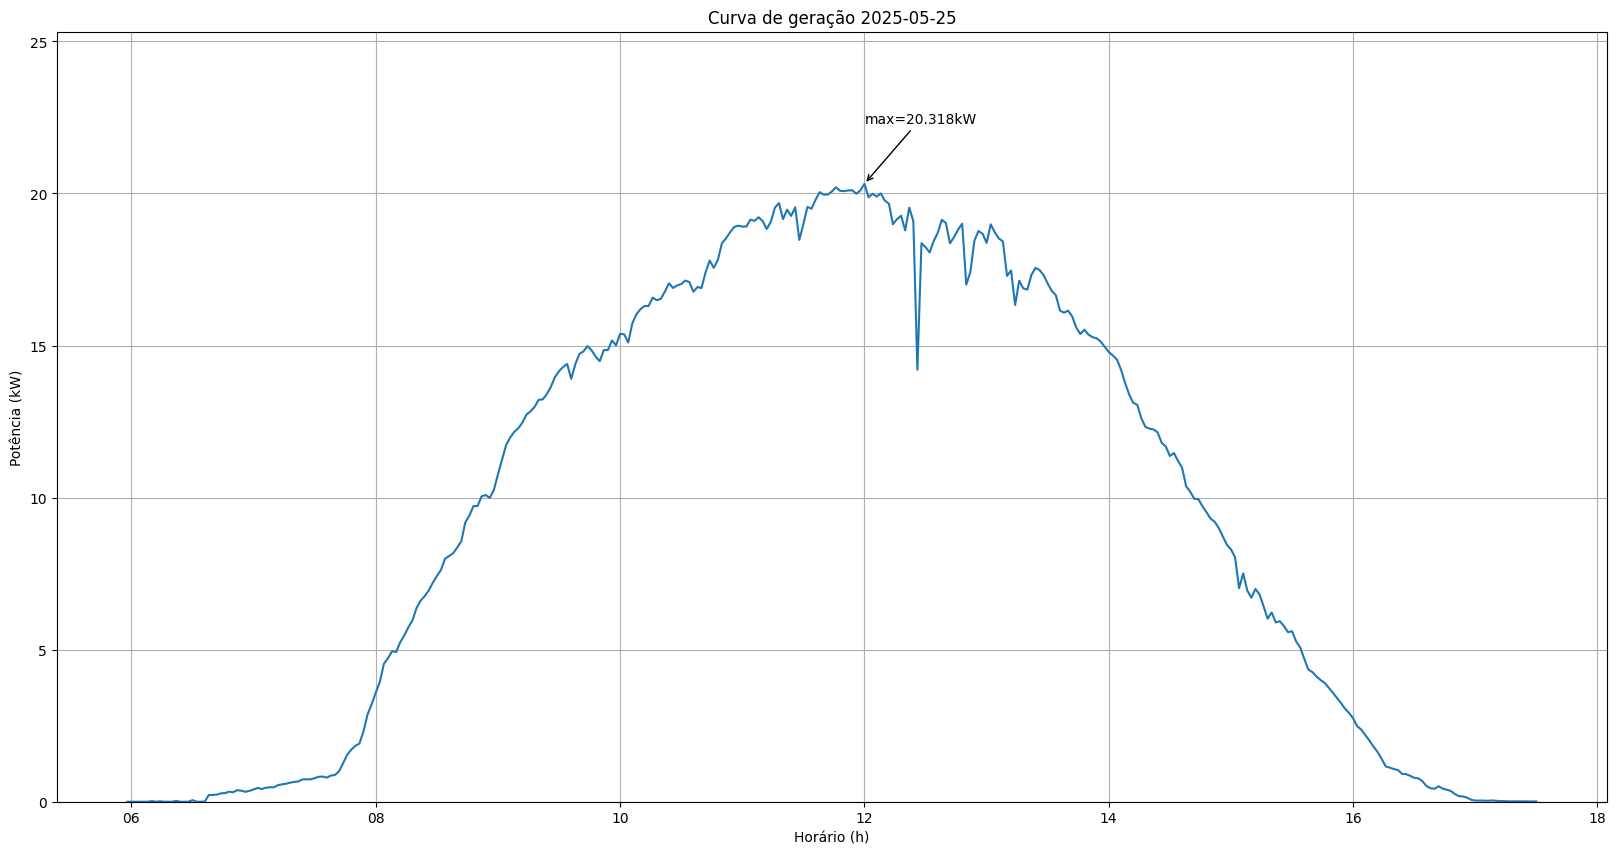 Curva de geração 2025-05-25
25
max=20.318kW
20
15
Potência (kW)
10
5
0
06 08 10 12 14 16 18
Horário (h)